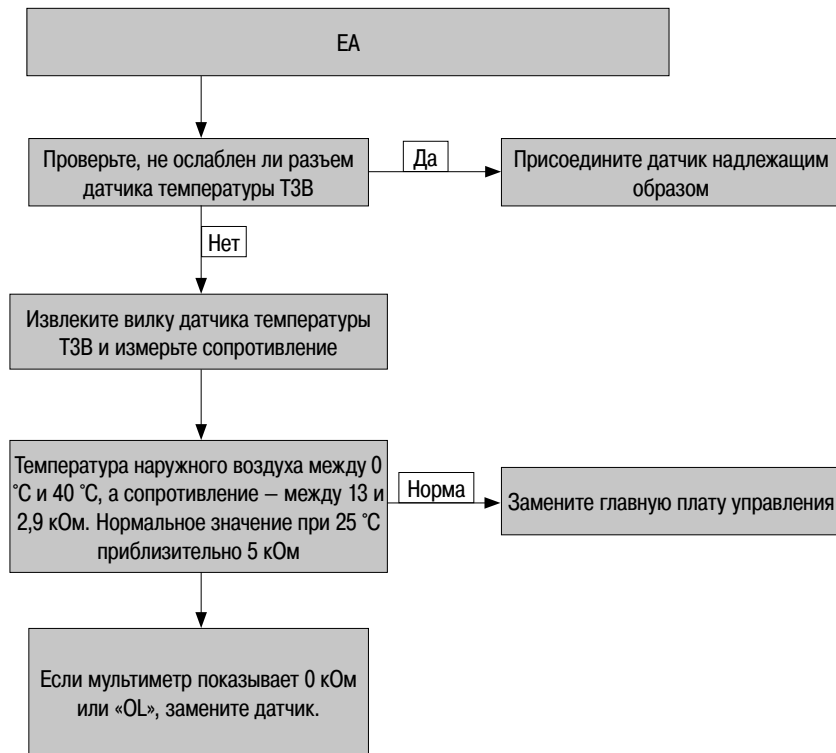 EA
Проверьте, не ослаблен ли разъем
датчика температуры T3B
Да
Присоедините датчик надлежащим
образом
Нет
Извлеките вилку датчика температуры
T3B и измерьте сопротивление
Температура наружного воздуха между 0
°C и 40 °C, а сопротивление – между 13 и
2,9 кОм. Нормальное значение при 25 °C
приблизительно 5 кОм
Норма
Замените главную плату управления
Если мультиметр показывает 0 кОм
или «OL», замените датчик.